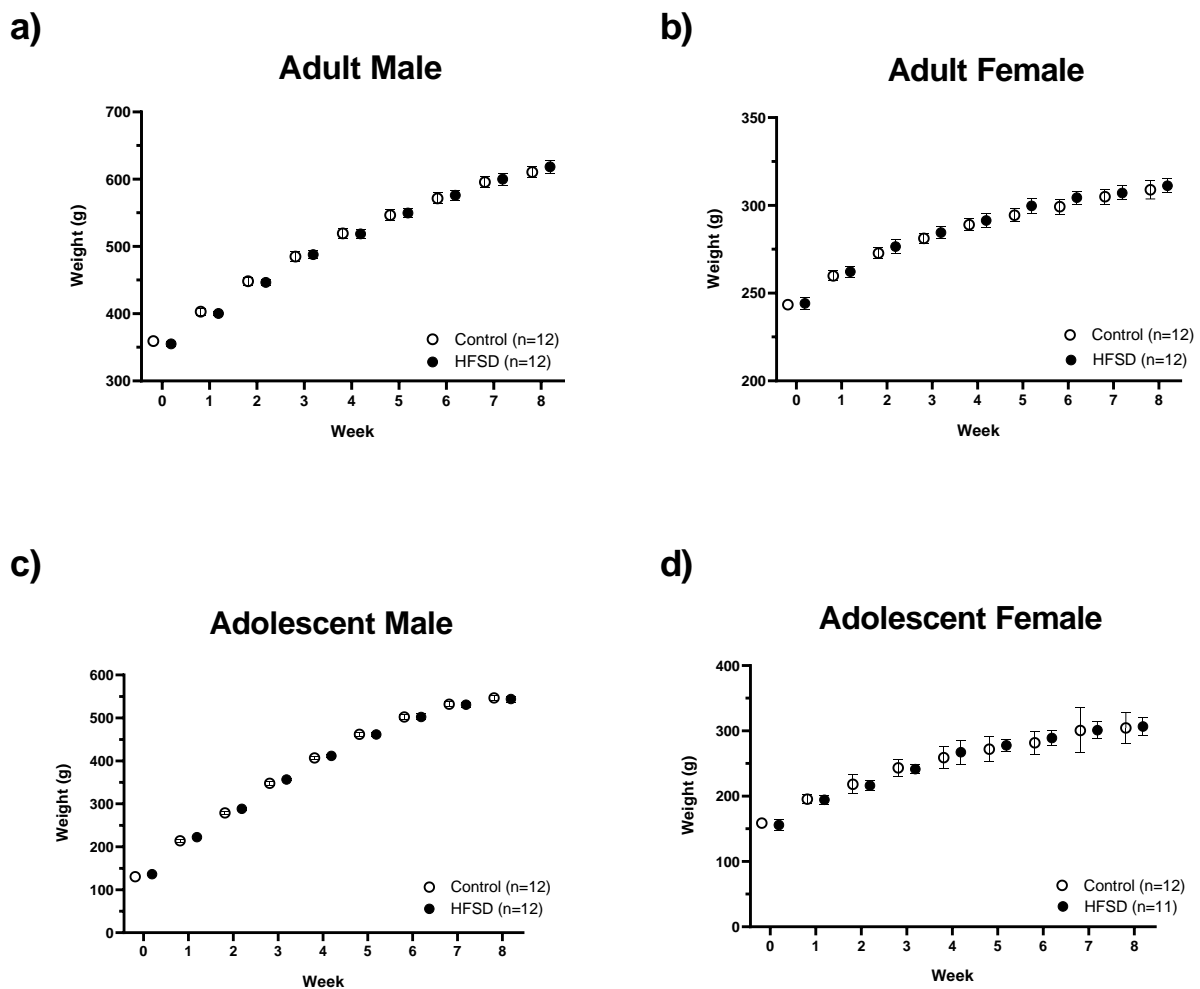 a)
Adult Male
700
600
500
400
300
Weight (g)
Control (n=12)
HFSD (n=12)
0 1 2 3 4 5 6 7 8
Week
b)
Adult Female
350
300
250
200
Weight (g)
Control (n=12)
HFSD (n=12)
0 1 2 3 4 5 6 7 8
Week
c)
Adolescent Male
600
500
400
300
200
100
0
Weight (g)
Control (n=12)
HFSD (n=12)
0 1 2 3 4 5 6 7 8
Week
d)
Adolescent Female
400
300
200
100
0
Weight (g)
Control (n=12)
HFSD (n=11)
0 1 2 3 4 5 6 7 8
Week